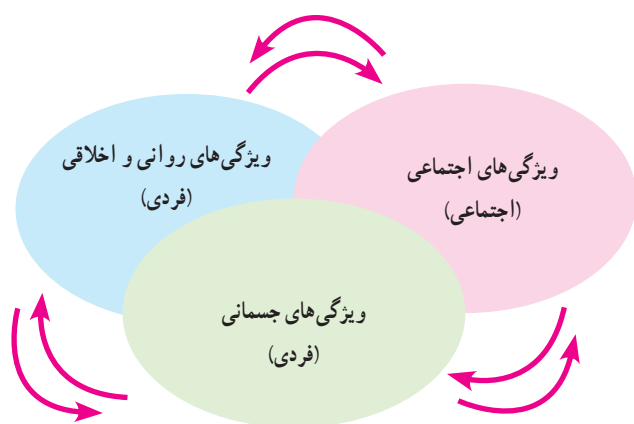 ویژگی‌های اجتماعی
(اجتماعی)
ویژگی‌های روانی و اخلاقی
(فردی)
ویژگی‌های جسمانی
(فردی)